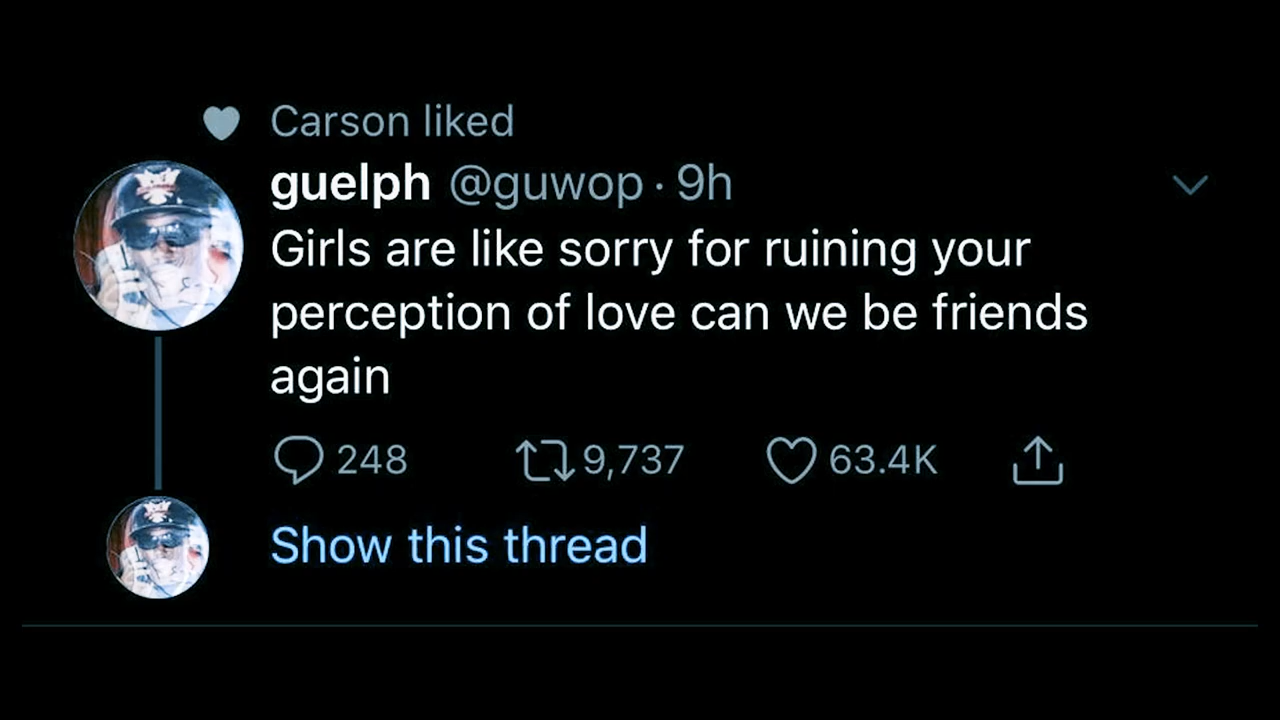 Carson liked
guelph @guwop · 9h
Girls are like sorry for ruining your
perception of love can we be friends
again
248 9,737 63.4K
Show this thread